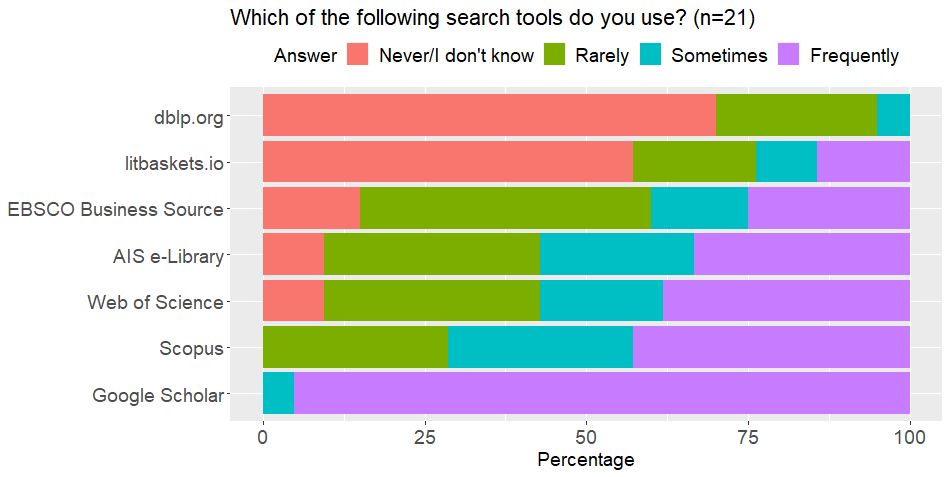 Which of the following search tools do you use? (n=21)
Answer Never/I don't know Rarely Sometimes Frequently
dblp.org
litbaskets.io
EBSCO Business Source
AIS e-Library
Web of Science
Scopus
Google Scholar
0 25 50 75 100
Percentage